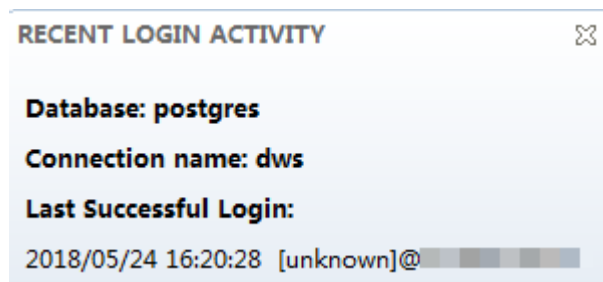 RECENT LOGIN ACTIVITY
Database: postgres
Connection name: dws
Last Successful Login:
2018/05/24 16:20:28 [unknown]@